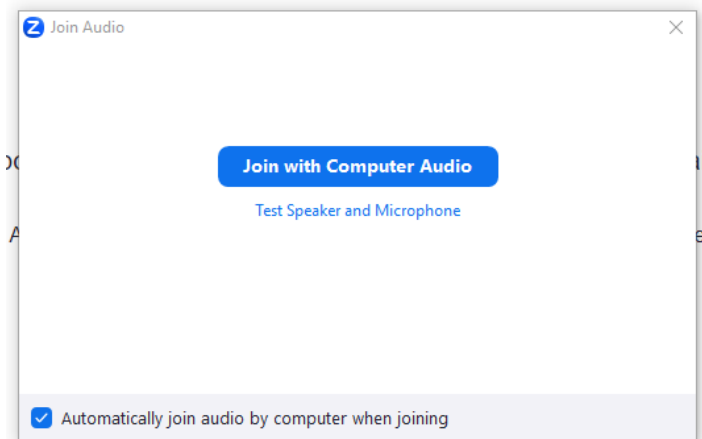 Join Audio
Join with Computer Audio
Test Speaker and Microphone
Automatically join audio by computer when joining